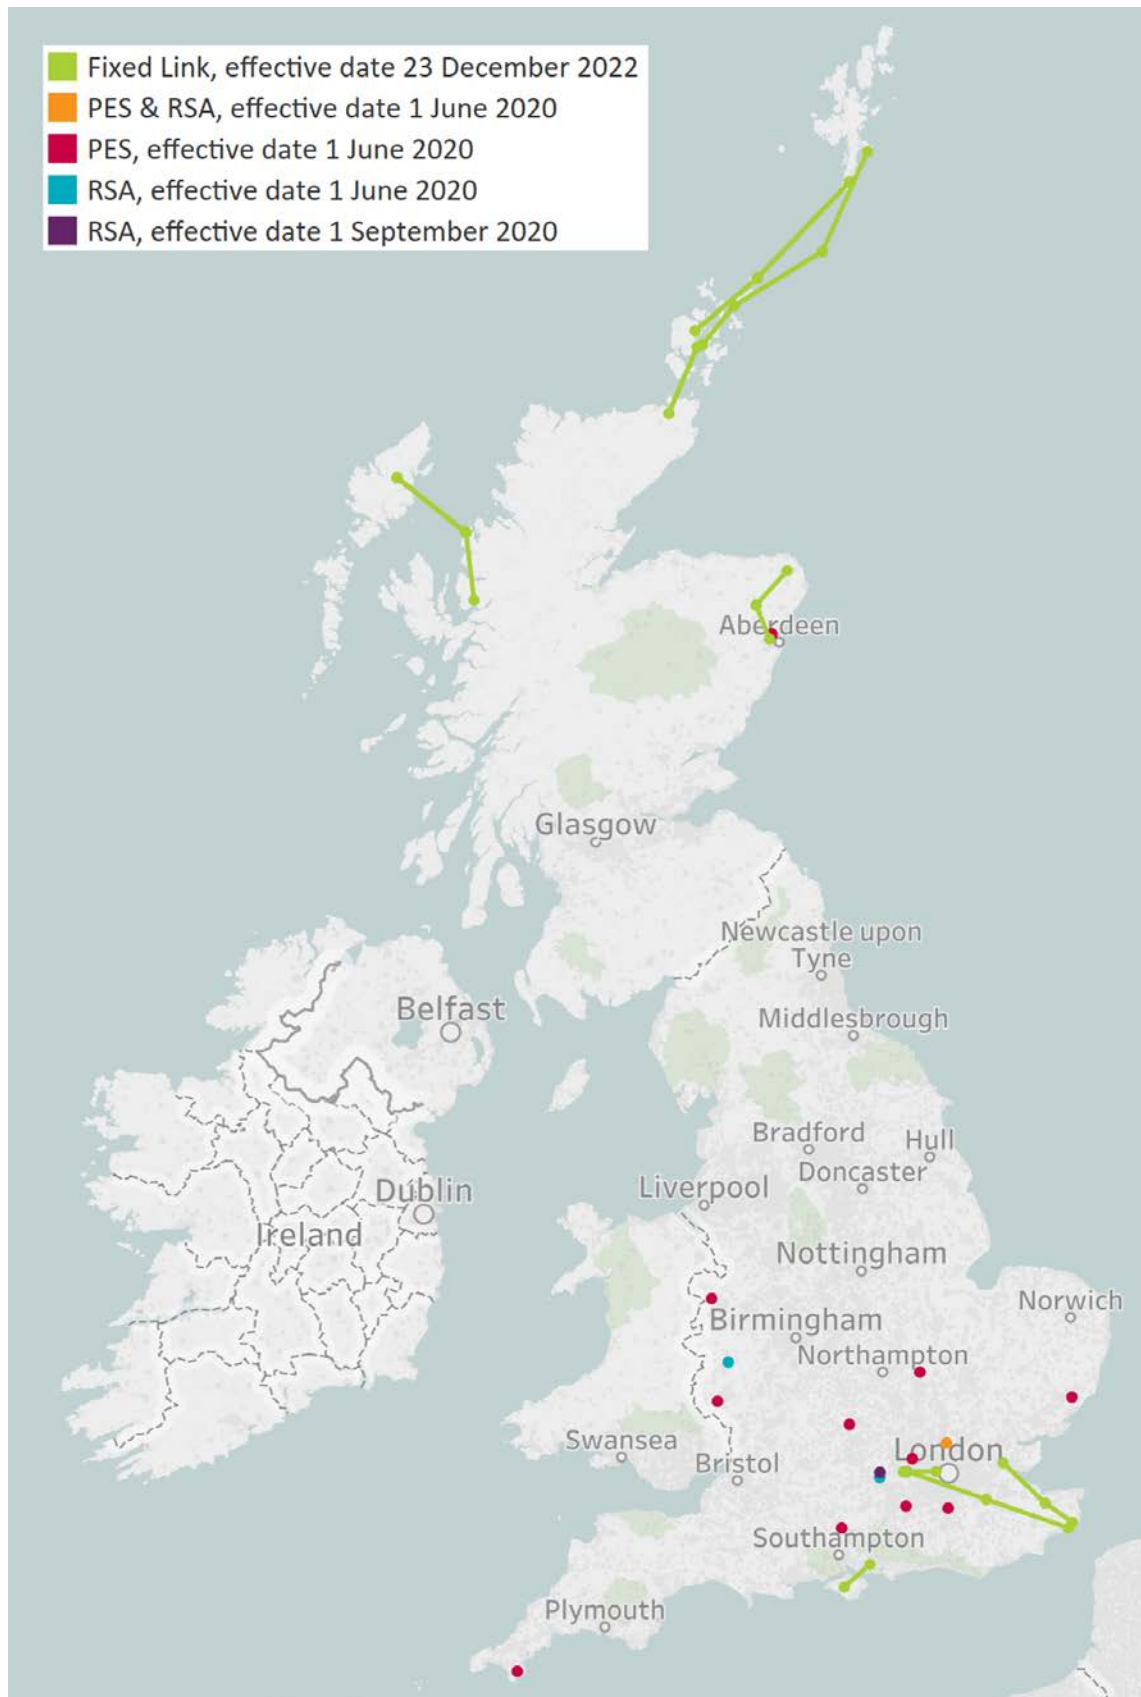 Fixed Link, effective date 23 December 2022
PES & RSA, effective date 1 June 2020
PES, effective date 1 June 2020
RSA, effective date 1 June 2020
RSA, effective date 1 September 2020
Aberdeen
Glasgow
Newcastle upon
Tyne
Belfast
Middlesbrough
Bradford
Hull
Doncaster
Liverpool
Dublin
Ireland
Nottingham
Norwich
Birmingham
Northampton
Swansea
London
Bristol
Southampton
Plymouth